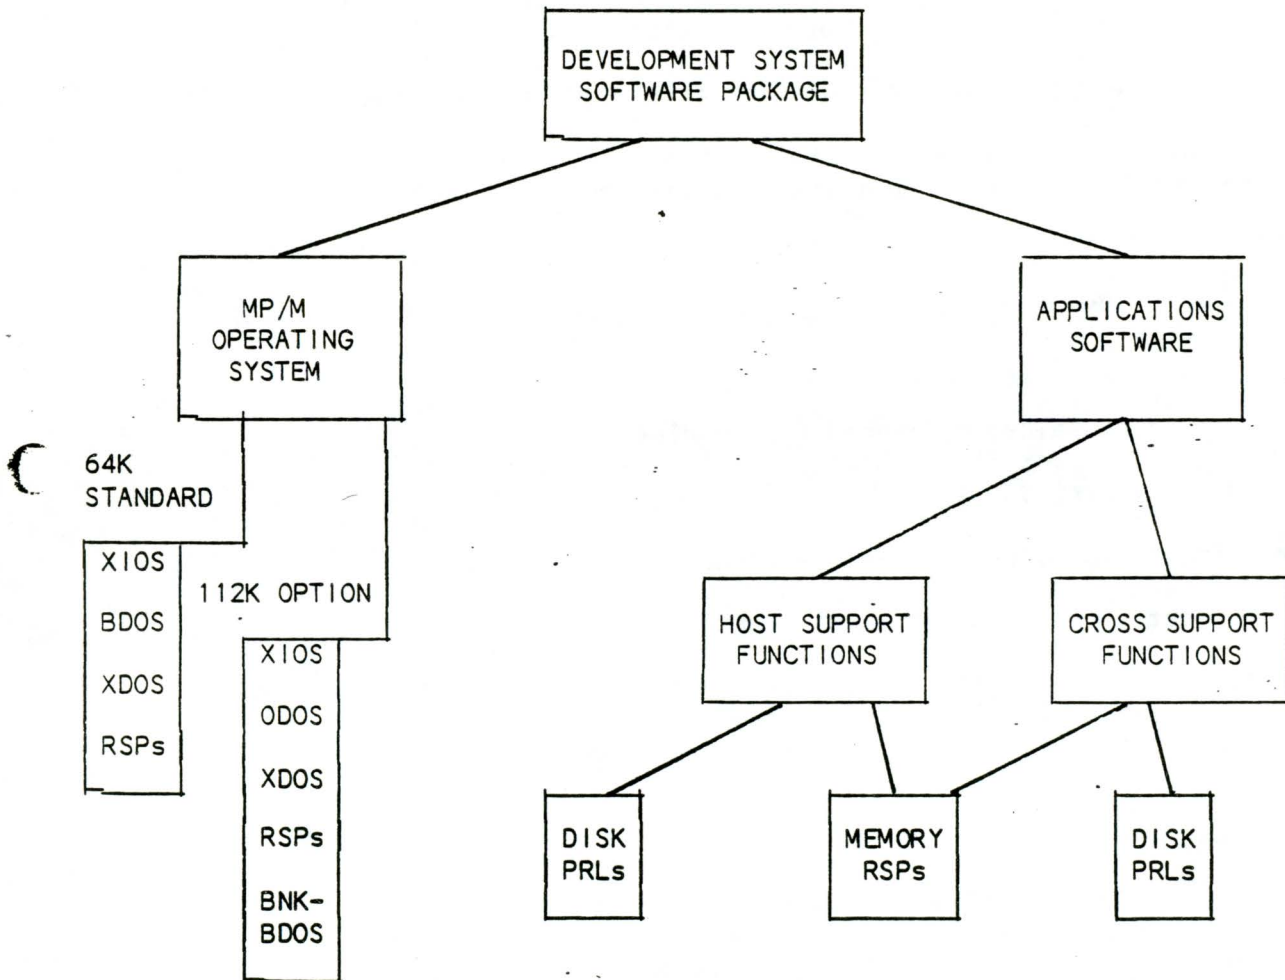 DEVELOPMENT SYSTEM
SOFTWARE PACKAGE
MP/M
OPERATING
SYSTEM
APPLICATIONS
SOFTWARE
64K
STANDARD
XIOS
BDOS
XDOS
RSPs
112K OPTION
XIOS
ODOS
XDOS
RSPs
BNK-
BDOS
HOST SUPPORT
FUNCTIONS
CROSS SUPPORT
FUNCTIONS
DISK
PRLs
MEMORY
RSPs
DISK
PRLs